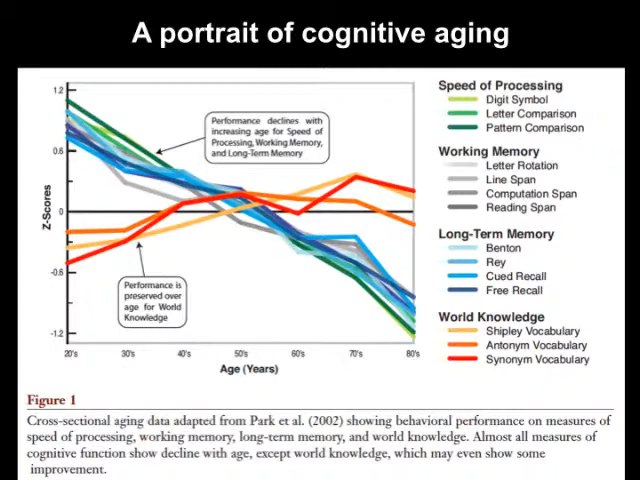 A portrait of cognitive aging
1.2
0.6
0
-0.6
-1.2
Z-Scores
Performance declines with
increasing age for Speed of
Processing, Working Memory,
and Long-Term Memory
Performance is
preserved over
age for World
Knowledge
20's 30's 40's 50's 60's 70's 80's
Age (Years)
Speed of Processing
Digit Symbol
Letter Comparison
Pattern Comparison
Working Memory
Letter Rotation
Line Span
Computation Span
Reading Span
Long-Term Memory
Benton
Rey
Cued Recall
Free Recall
World Knowledge
Shipley Vocabulary
Antonym Vocabulary
Synonym Vocabulary
Figure 1
Cross-sectional aging data adapted from Park et al. (2002) showing behavioral performance on measures of
speed of processing, working memory, long-term memory, and world knowledge. Almost all measures of
cognitive function show decline with age, except world knowledge, which may even show some
improvement.